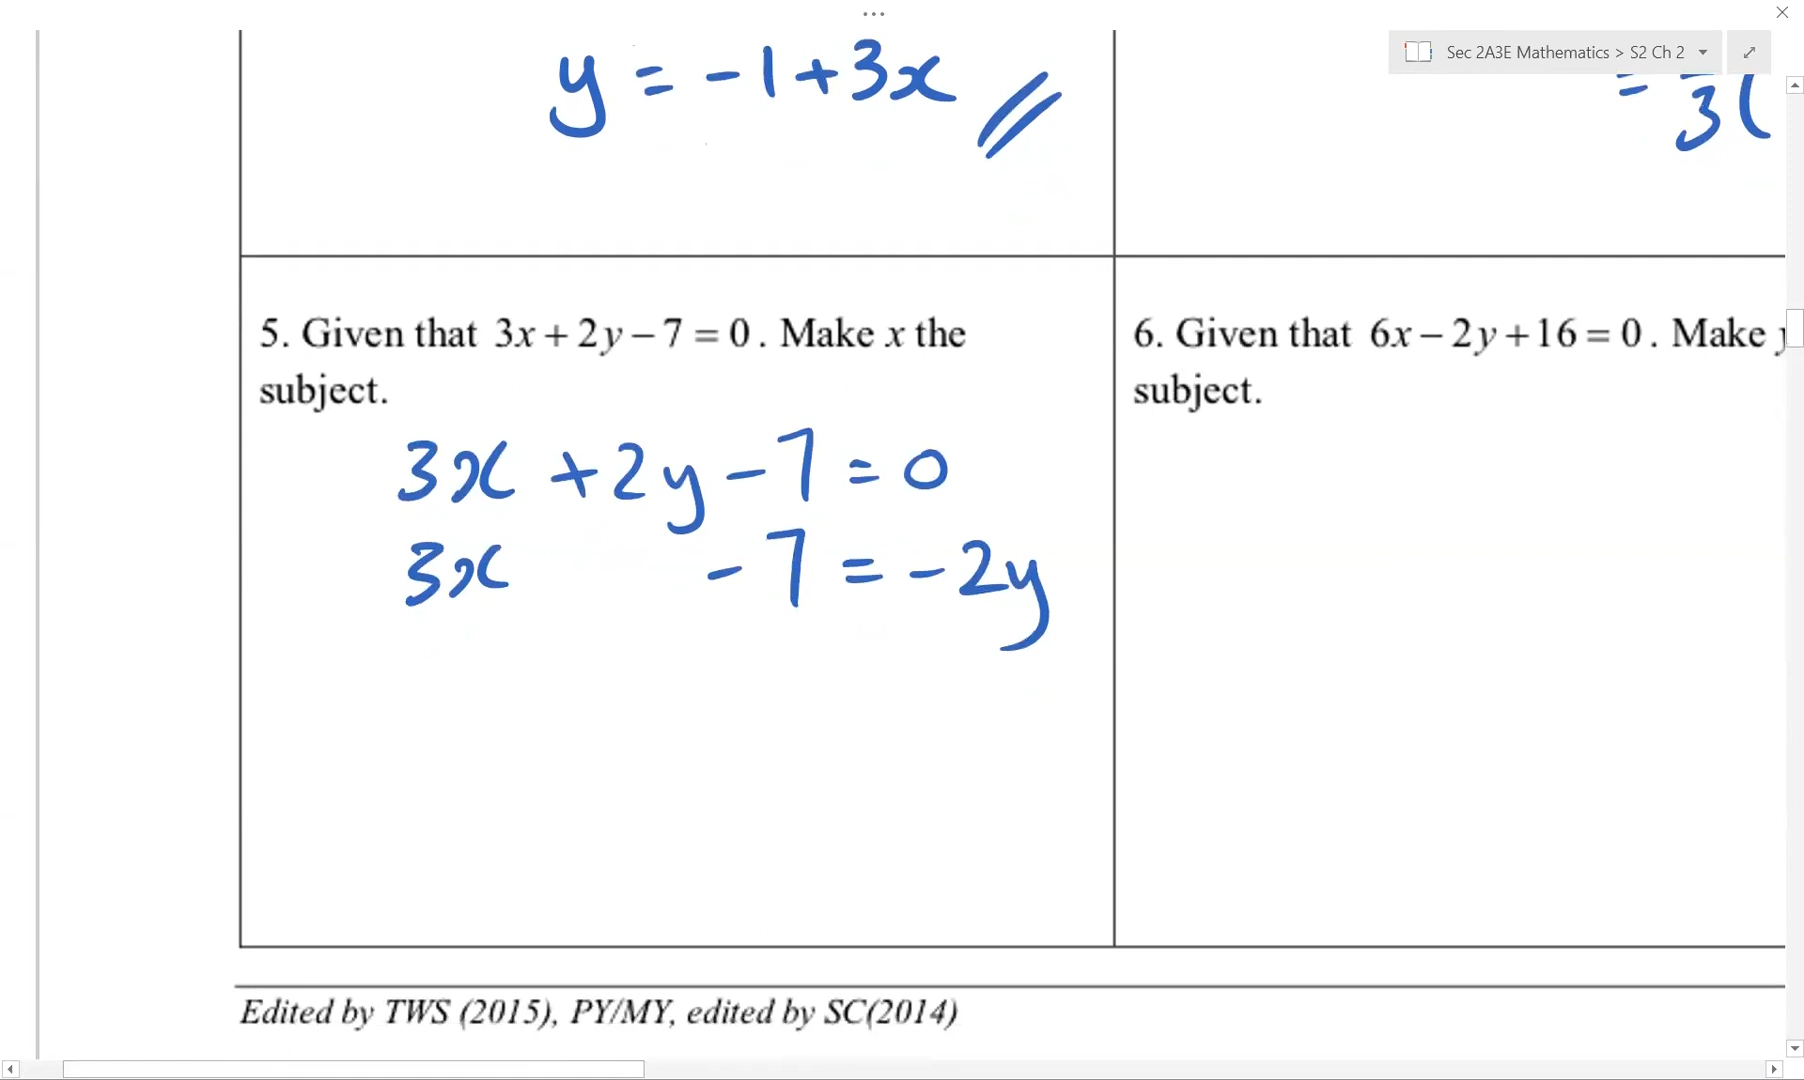 Sec 2A3E Mathematics > S2 Ch 2
y = -1+3x
= 3(
5. Given that 3x + 2y − 7 = 0. Make x the
subject.
3x +2y -7 = 0
3x -7 = -2y
6. Given that 6x − 2y + 16 = 0. Make
subject.
Edited by TWS (2015), PY/MY, edited by SC(2014)